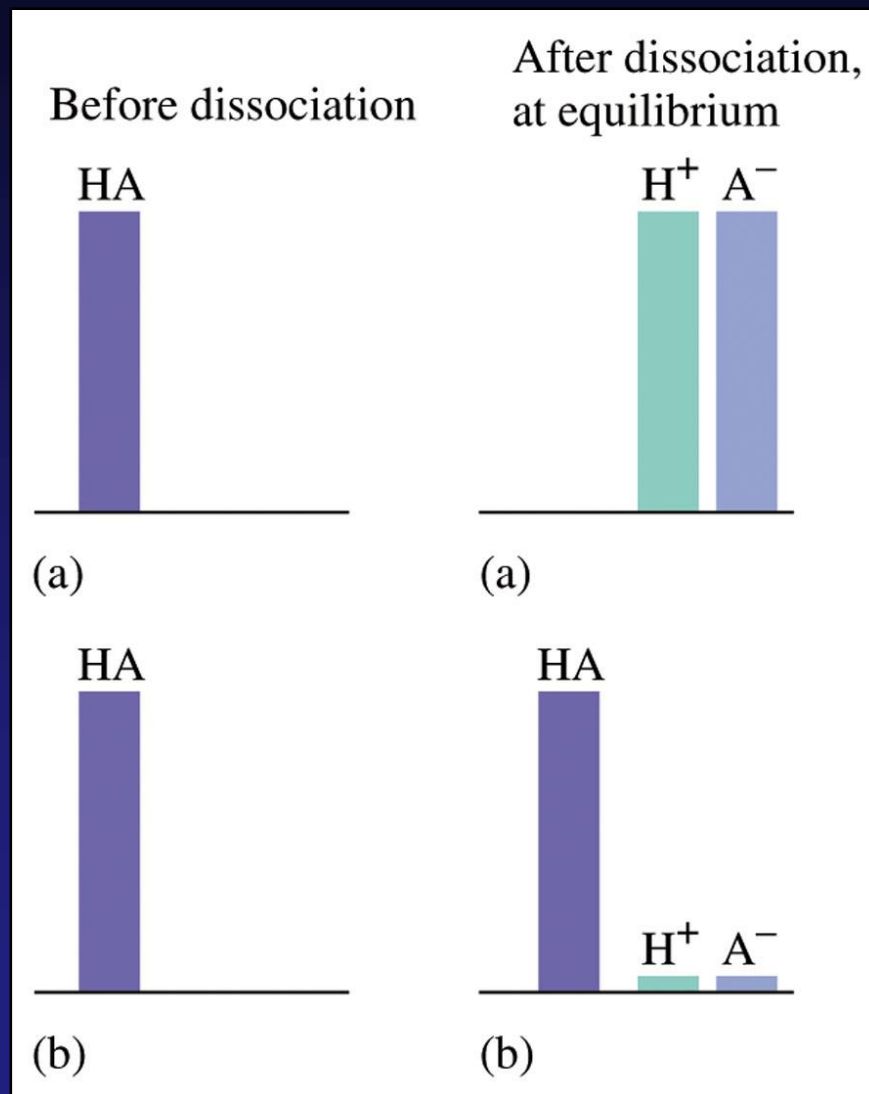 Before dissociation
After dissociation,
at equilibrium
HA
H⁺ A⁻
(a)
(a)
HA
HA
H⁺ A⁻
(b)
(b)